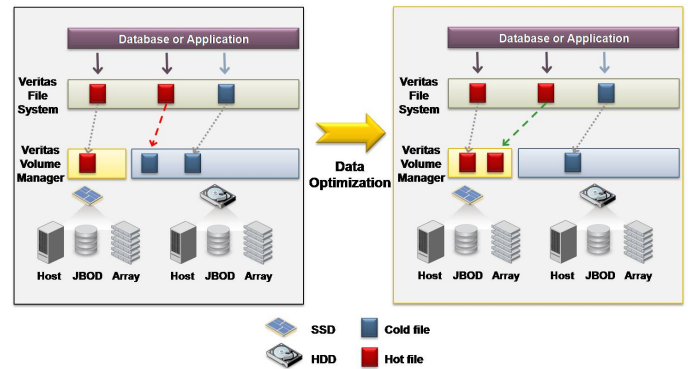 Database or Application
Veritas
File
System
Veritas
Volume
Manager
Host JBOD Array Host JBOD Array
Data
Optimization
Database or Application
Veritas
File
System
Veritas
Volume
Manager
Host JBOD Array Host JBOD Array
SSD Cold file
HDD Hot file